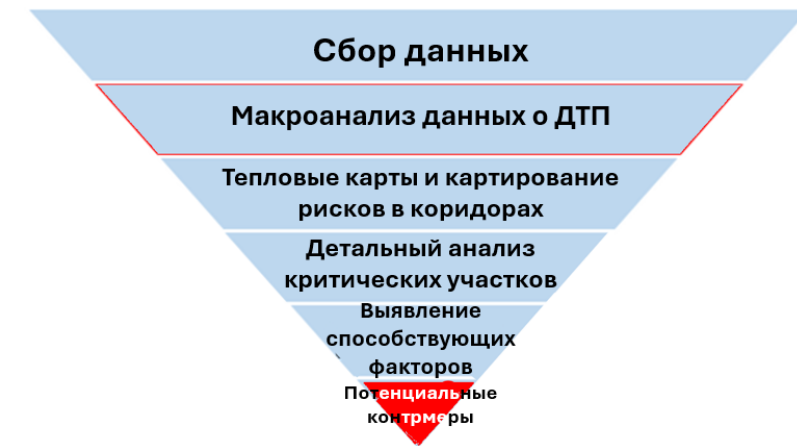 Сбор данных
Макроанализ данных о ДТП
Тепловые карты и картирование
рисков в коридорах
Детальный анализ
критических участков
Выявление
способствующих
факторов
Потенциальные
контрмеры